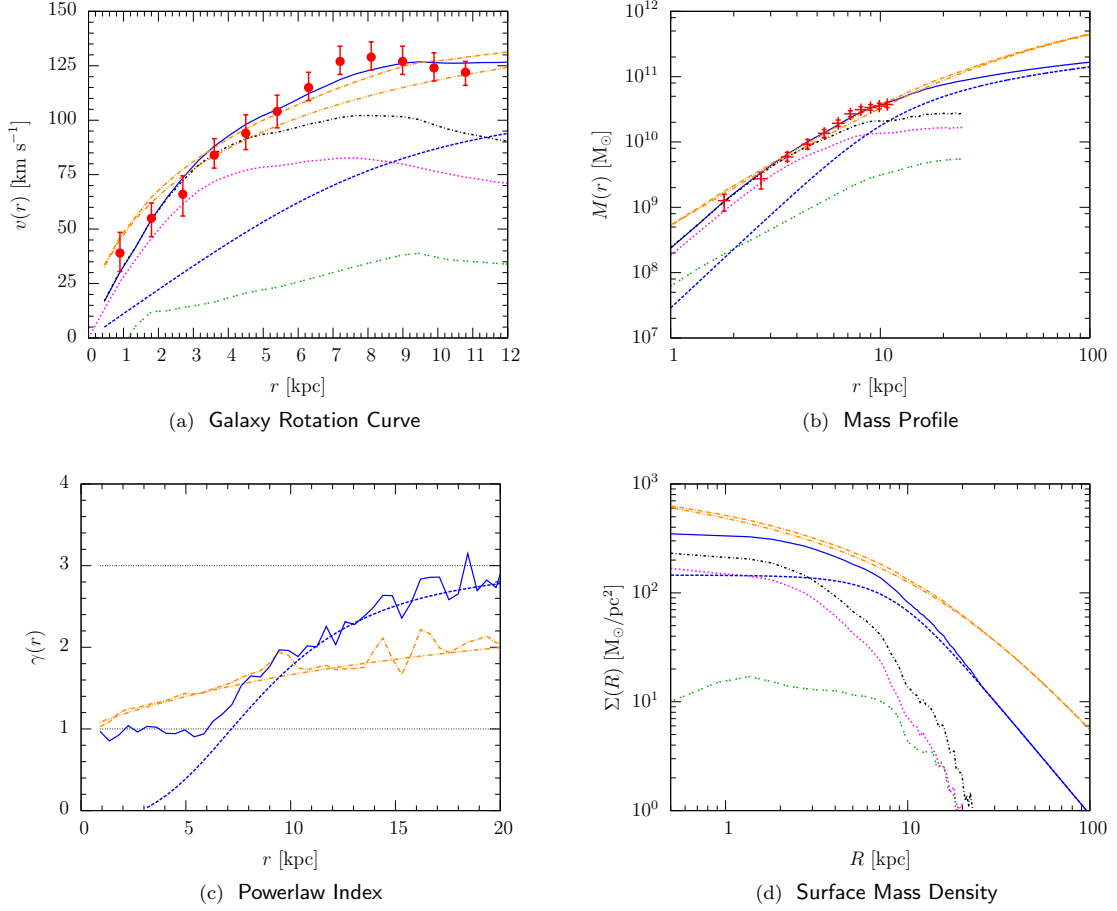 150
125
100
75
50
25
0
v(r) [km s⁻¹]
0 1 2 3 4 5 6 7 8 9 10 11 12
r [kpc]
(a) Galaxy Rotation Curve
10¹²
10¹¹
10¹⁰
10⁹
10⁸
10⁷
M(r) [M⊙]
1 10 100
r [kpc]
(b) Mass Profile
4
3
2
1
0
γ(r)
0 5 10 15 20
r [kpc]
(c) Powerlaw Index
10³
10²
10¹
10⁰
Σ(R) [M⊙/pc²]
1 10 100
R [kpc]
(d) Surface Mass Density